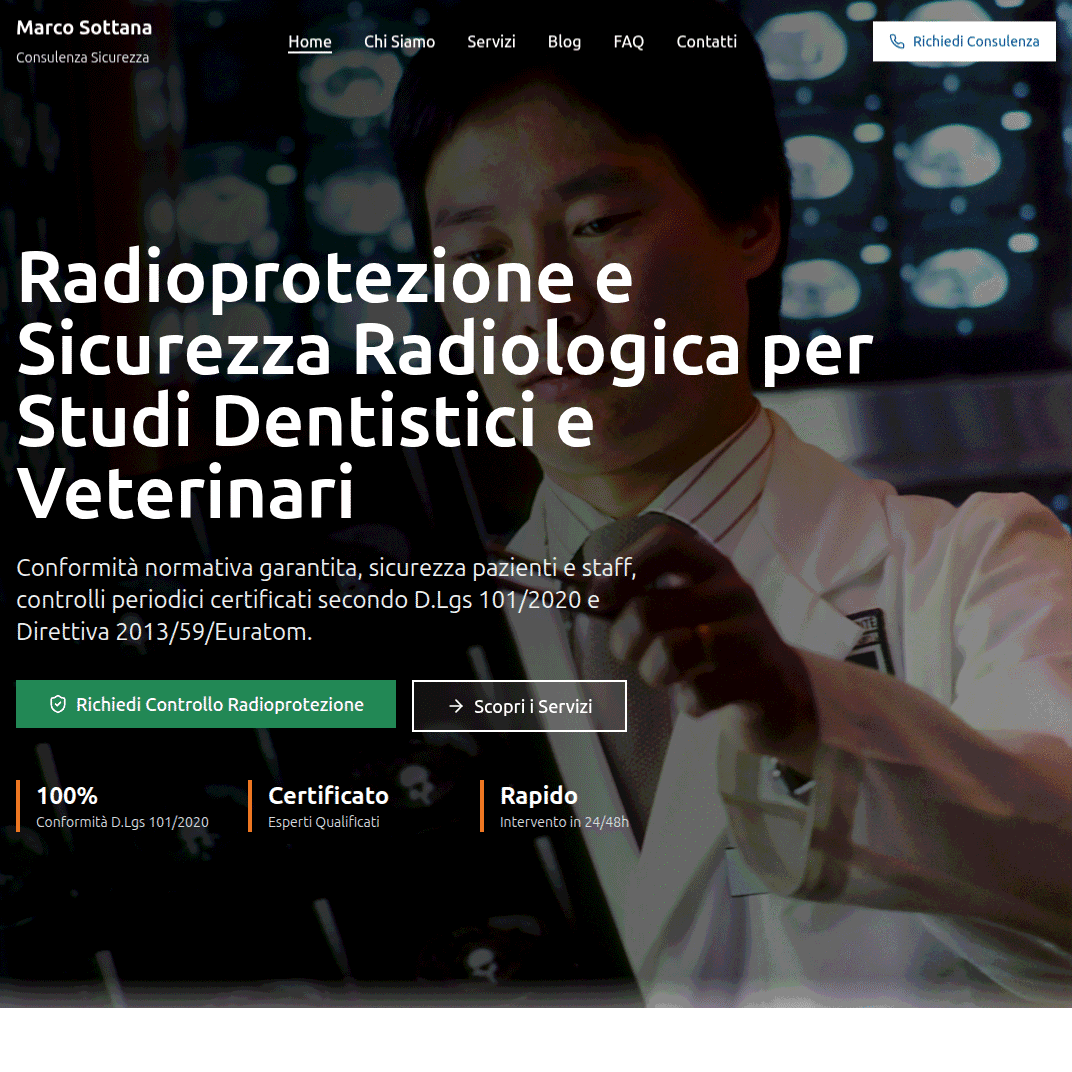 Marco Sottana
Consulenza Sicurezza
Home
Chi Siamo
Servizi
Blog
FAQ
Contatti
Richiedi Consulenza
Radioprotezione e
Sicurezza Radiologica per
Studi Dentistici e
Veterinari
Conformità normativa garantita, sicurezza pazienti e staff,
controlli periodici certificati secondo D.Lgs 101/2020 e
Direttiva 2013/59/Euratom.
Richiedi Controllo Radioprotezione
Scopri i Servizi
100%
Conformità D.Lgs 101/2020
Certificato
Esperti Qualificati
Rapido
Intervento in 24/48h